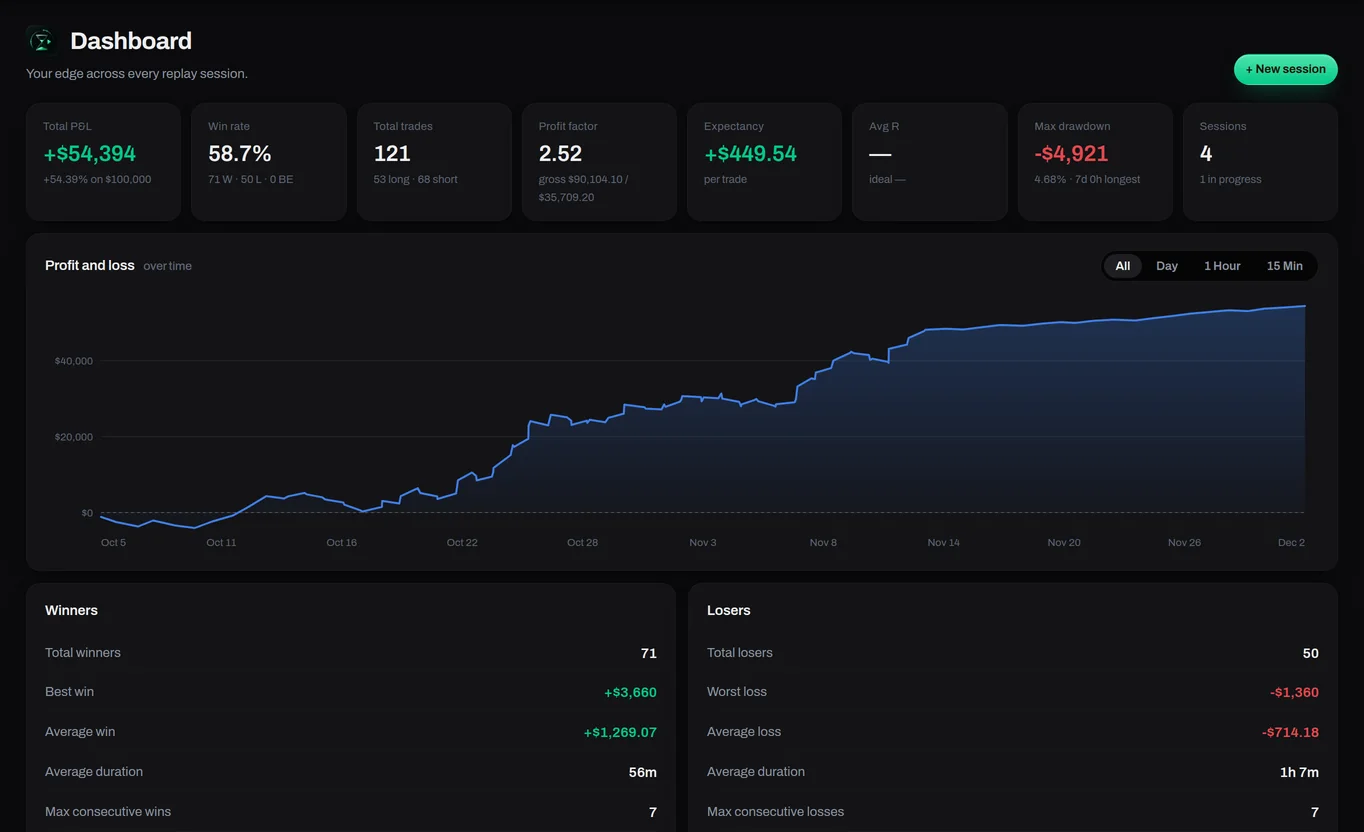 Dashboard
Your edge across every replay session.
+ New session
Total P&L
+$54,394
+54.39% on $100,000
Win rate
58.7%
71 W · 50 L · 0 BE
Total trades
121
53 long · 68 short
Profit factor
2.52
gross $90,104.10 /
$35,709.20
Expectancy
+$449.54
per trade
Avg R
—
ideal —
Max drawdown
-$4,921
4.68% · 7d 0h longest
Sessions
4
1 in progress
Profit and loss over time
All Day 1 Hour 15 Min
$40,000
$20,000
$0
Oct 5 Oct 11 Oct 16 Oct 22 Oct 28 Nov 3 Nov 8 Nov 14 Nov 20 Nov 26 Dec 2
Winners
Total winners 71
Best win +$3,660
Average win +$1,269.07
Average duration 56m
Max consecutive wins 7
Losers
Total losers 50
Worst loss -$1,360
Average loss -$714.18
Average duration 1h 7m
Max consecutive losses 7